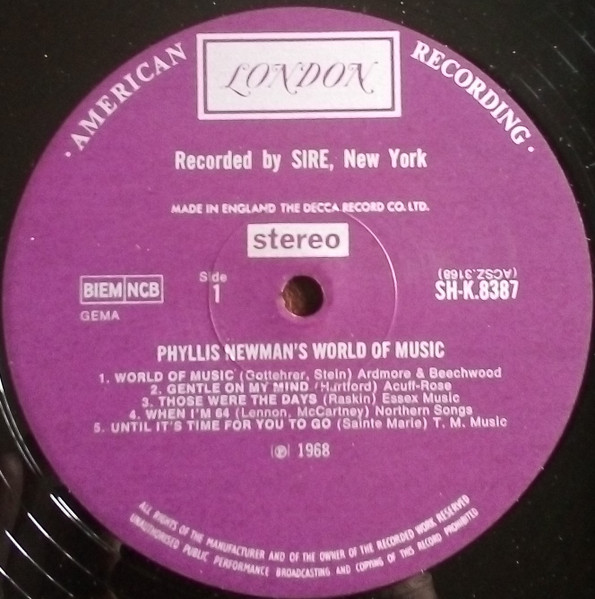 · AMERICAN RECORDING ·
LONDON
Recorded by SIRE, New York
MADE IN ENGLAND THE DECCA RECORD CO. LTD.
stereo
BIEM NCB
GEMA
Side
1
(ACSZ.3168)
SH-K.8387
PHYLLIS NEWMAN'S WORLD OF MUSIC
1. WORLD OF MUSIC (Gottehrer, Stein) Ardmore & Beechwood
2. GENTLE ON MY MIND (Hartford) Acuff-Rose
3. THOSE WERE THE DAYS (Raskin) Essex Music
4. WHEN I'M 64 (Lennon, McCartney) Northern Songs
5. UNTIL IT'S TIME FOR YOU TO GO (Sainte Marie) T. M. Music
℗ 1968
ALL RIGHTS OF THE MANUFACTURER AND OF THE OWNER OF THE RECORDED WORK RESERVED
UNAUTHORISED PUBLIC PERFORMANCE BROADCASTING AND COPYING OF THIS RECORD PROHIBITED